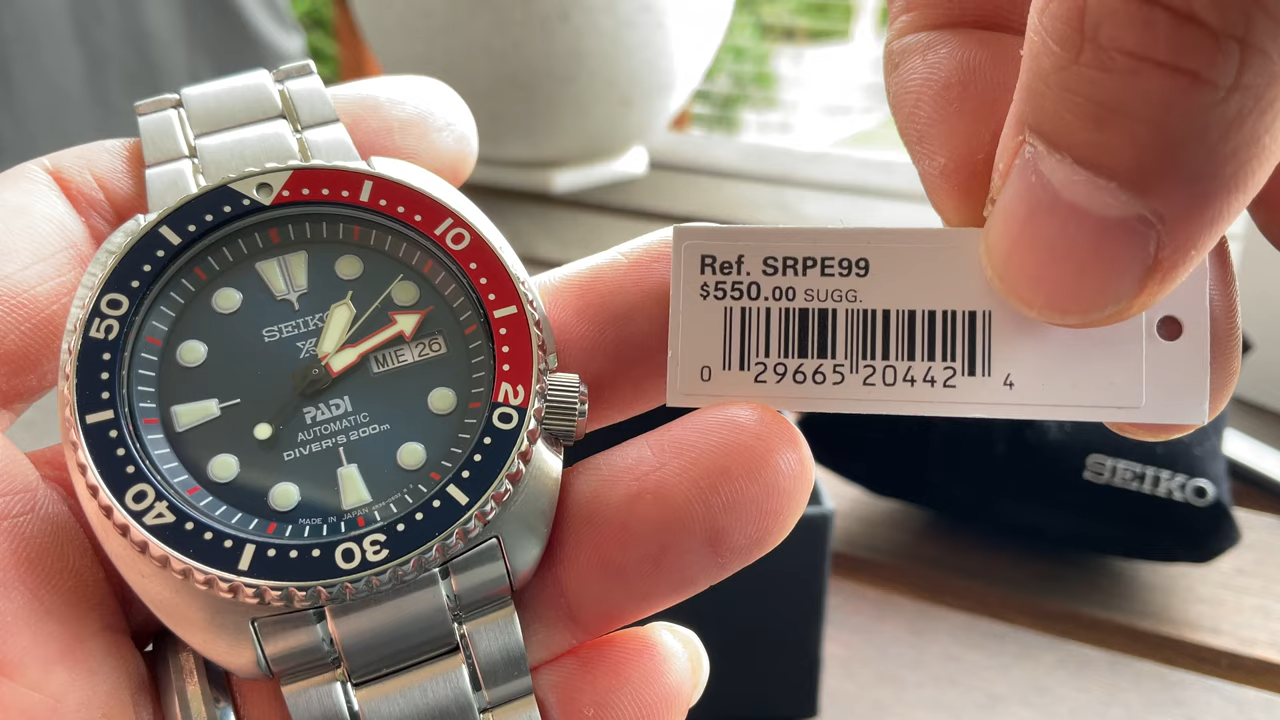 10
20
30
40
50
SEIKO
MIE 26
PADI
AUTOMATIC
DIVER'S 200m
MADE IN JAPAN
Ref. SRPE99
$550.00 SUGG.
0 29665 20442 4
SEIKO